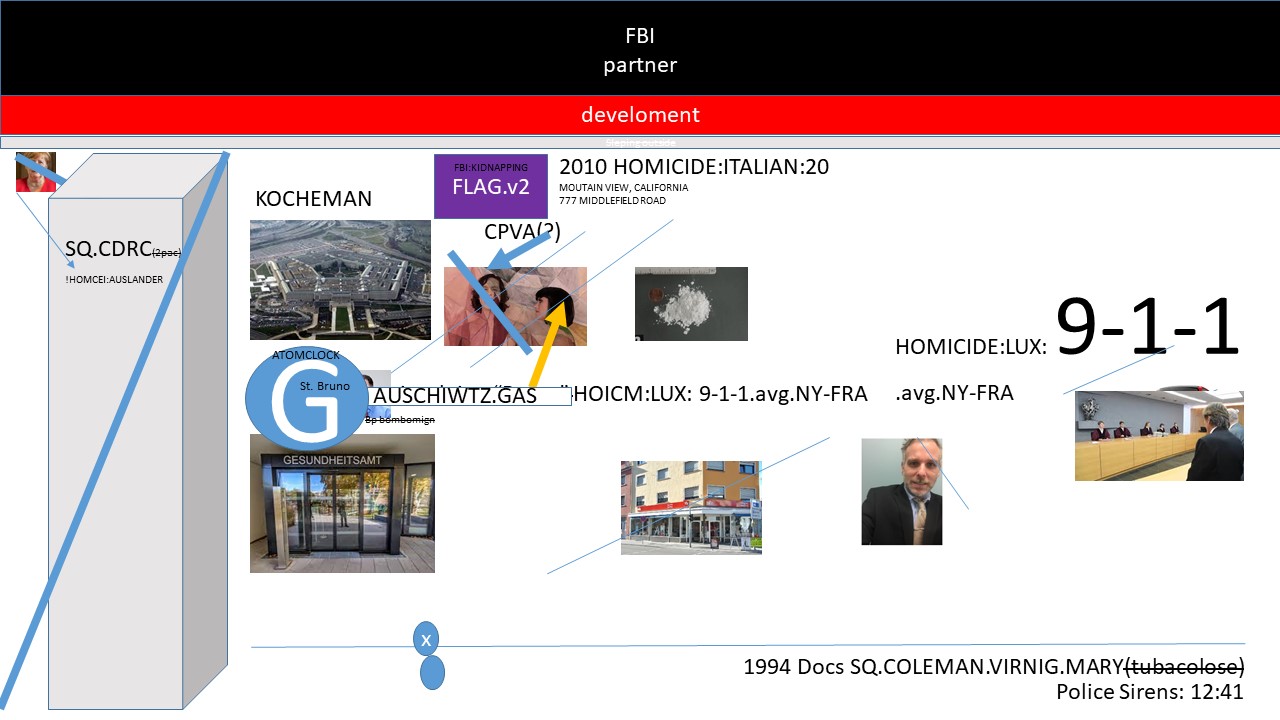 FBI
partner
develoment
Sleping outside
FBI:KIDNAPPING
FLAG.v2
2010 HOMICIDE:ITALIAN:20
MOUTAIN VIEW, CALIFORNIA
777 MIDDLEFIELD ROAD
KOCHEMAN
CPVA(?)
SQ.CDRC(2pac)
!HOMCEI:AUSLANDER
HOMICIDE:LUX: 9-1-1
ATOMCLOCK
G
St. Bruno
AUSCHIWTZ.GAS
HOICM:LUX: 9-1-1.avg.NY-FRA
.avg.NY-FRA
Bp bombomign
GESUNDHEITSAMT
x
1994 Docs SQ.COLEMAN.VIRNIG.MARY(tubacolose)
Police Sirens: 12:41